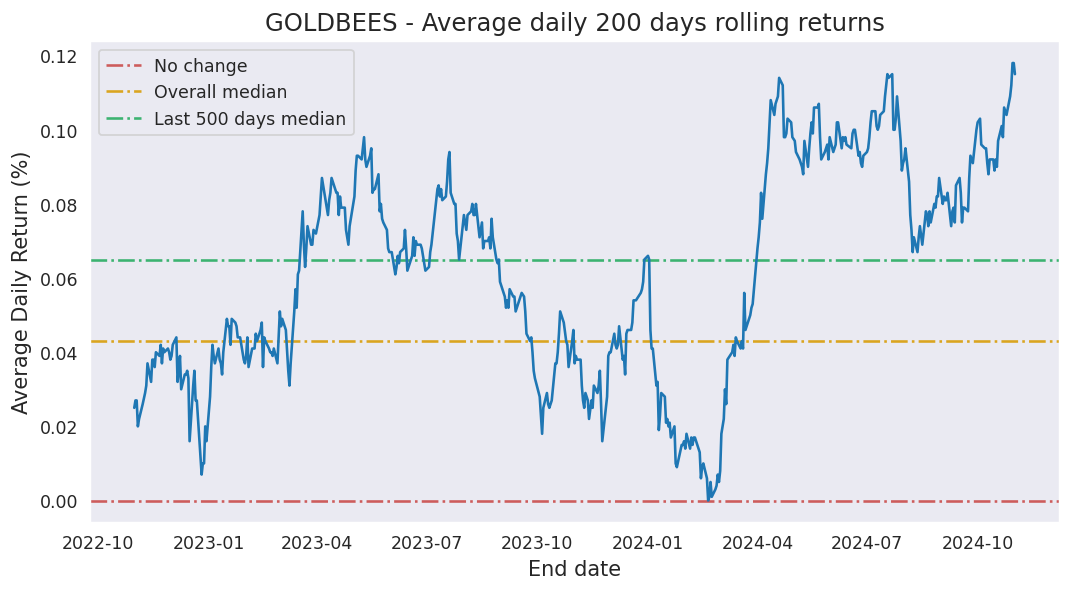 GOLDBEES - Average daily 200 days rolling returns
No change
Overall median
Last 500 days median
Average Daily Return (%)
0.12
0.10
0.08
0.06
0.04
0.02
0.00
2022-10 2023-01 2023-04 2023-07 2023-10 2024-01 2024-04 2024-07 2024-10
End date